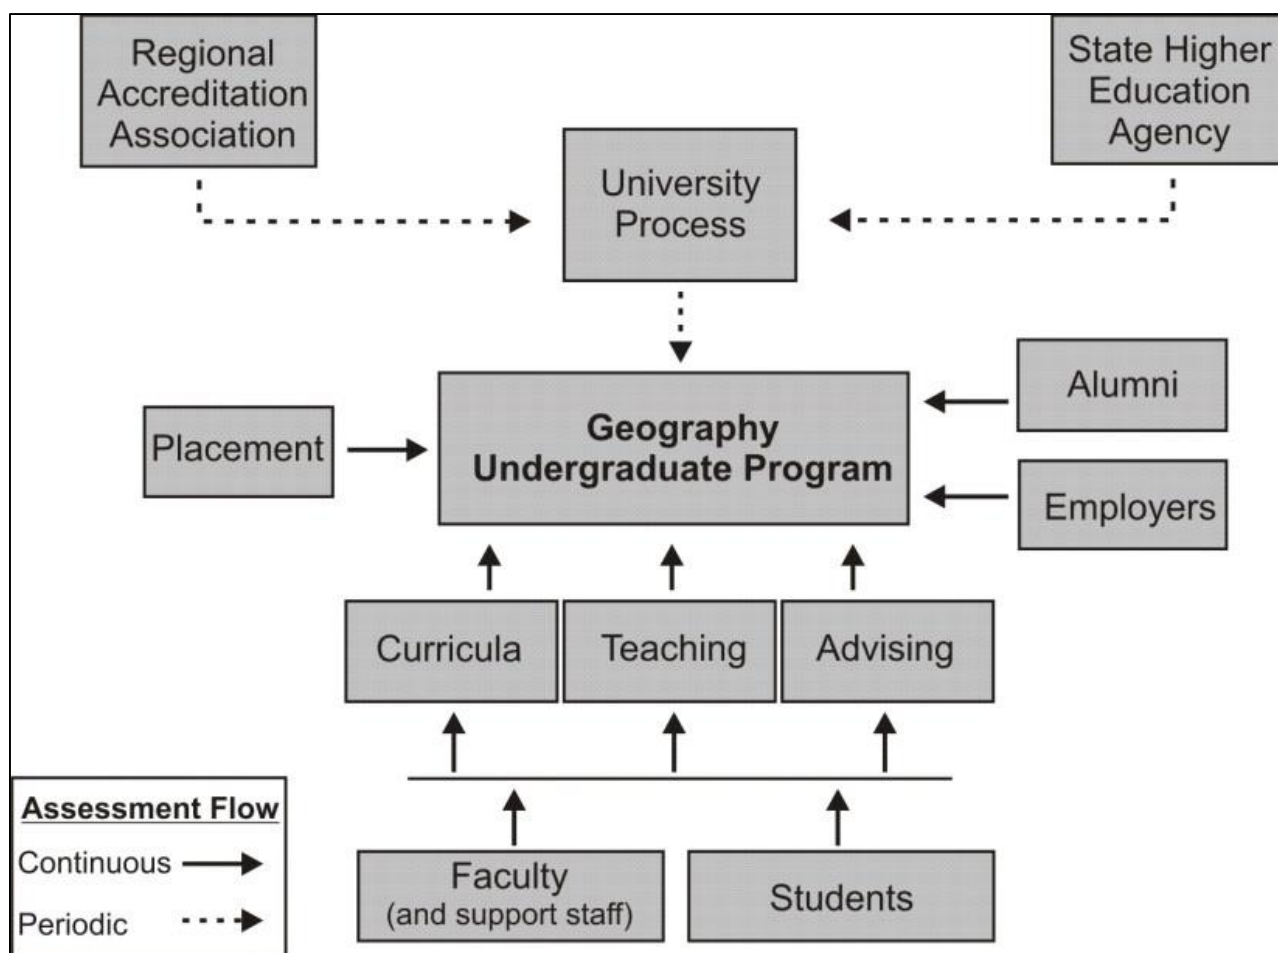 Regional
Accreditation
Association
State Higher
Education
Agency
University
Process
Geography
Undergraduate Program
Placement
Alumni
Employers
Curricula
Teaching
Advising
Faculty
(and support staff)
Students
Assessment Flow
Continuous
Periodic